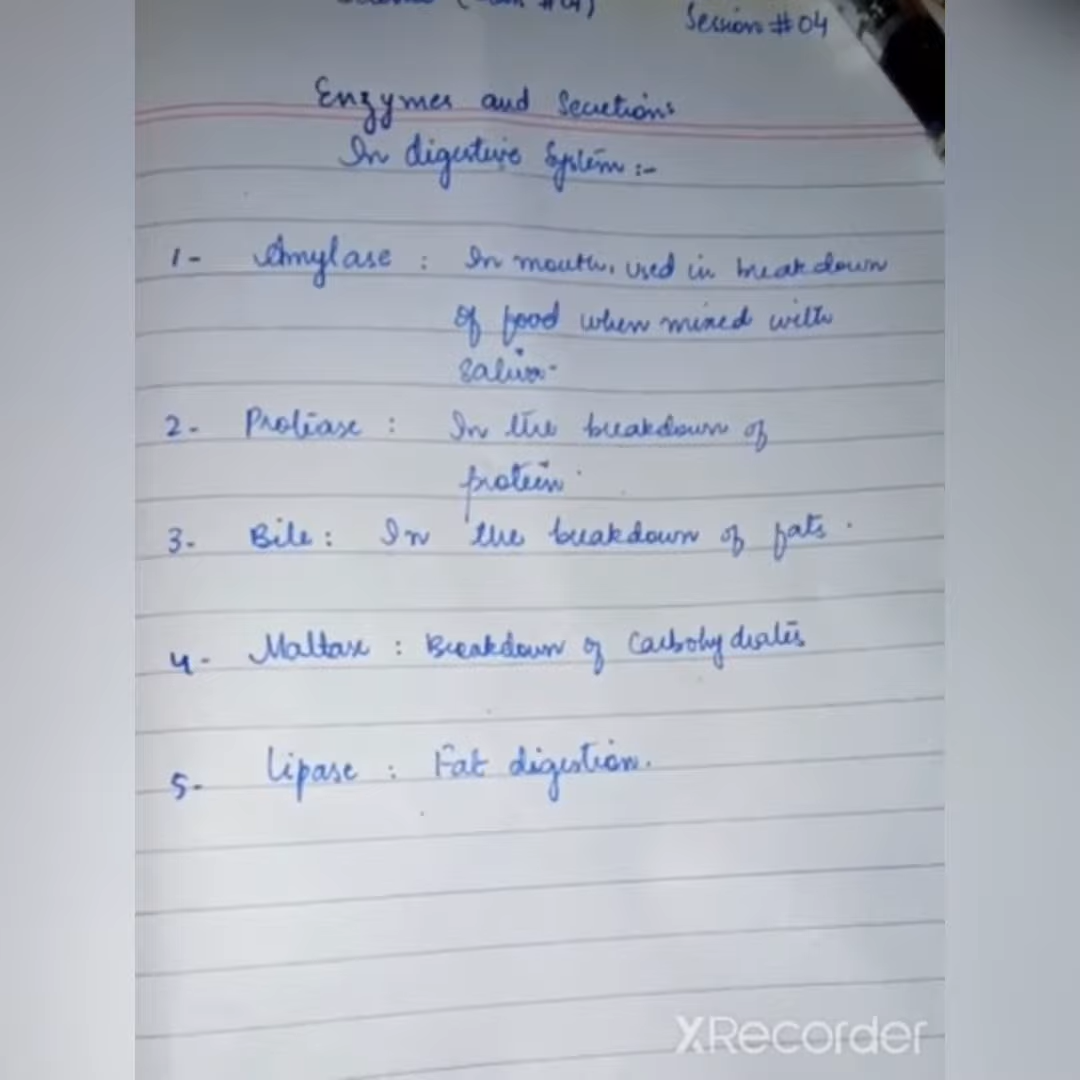 Session #04
Enzymes and Secretions
In digestive System :-
1- Amylase : In mouth, used in breakdown
of food when mixed with
saliva.
2- Protiase : In the breakdown of
protein.
3- Bile : In the breakdown of fats.
4- Maltase : Breakdown of Carbohydrates
5- Lipase : Fat digestion.
XRecorder